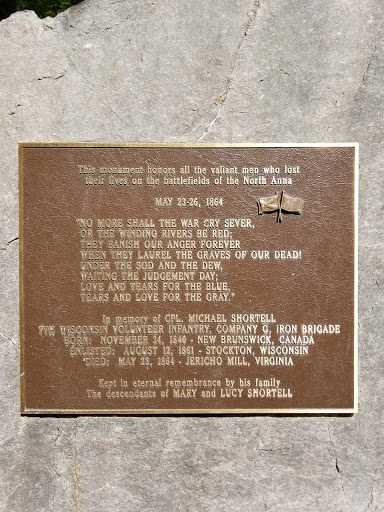 This monument honors all the valiant men who lost
their lives on the battlefields of the North Anna
MAY 23-26, 1864
"NO MORE SHALL THE WAR CRY SEVER,
OR THE WINDING RIVERS BE RED;
THEY BANISH OUR ANGER FOREVER
WHEN THEY LAUREL THE GRAVES OF OUR DEAD!
UNDER THE SOD AND THE DEW,
WAITING THE JUDGEMENT DAY;
LOVE AND TEARS FOR THE BLUE,
TEARS AND LOVE FOR THE GRAY."
In memory of CPL. MICHAEL SHORTELL
7TH WISCONSIN VOLUNTEER INFANTRY, COMPANY G, IRON BRIGADE
BORN: NOVEMBER 24, 1840 - NEW BRUNSWICK, CANADA
ENLISTED: AUGUST 12, 1861 - STOCKTON, WISCONSIN
DIED: MAY 23, 1864 - JERICHO MILL, VIRGINIA
Kept in eternal remembrance by his family
The descendants of MARY and LUCY SHORTELL